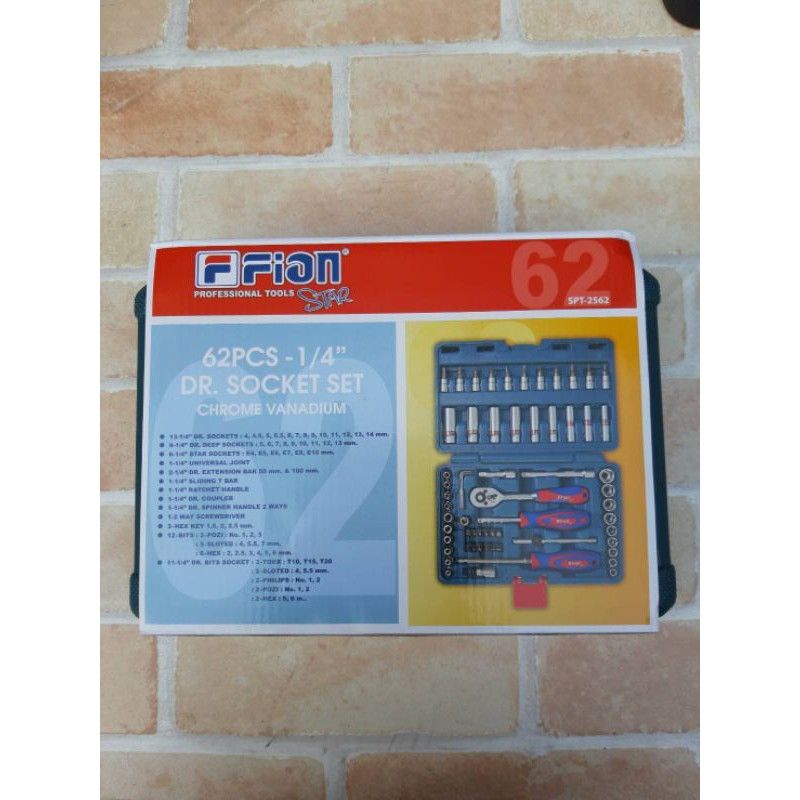 FFiON®
PROFESSIONAL TOOLS STAR
62
SPT-2562
62PCS -1/4"
DR. SOCKET SET
CHROME VANADIUM
13-1/4" DR. SOCKETS : 4, 4.5, 5, 5.5, 6, 7, 8, 9, 10, 11, 12, 13, 14 mm.
9-1/4" DR. DEEP SOCKETS : 5, 6, 7, 8, 9, 10, 11, 12, 13 mm.
6-1/4" STAR SOCKETS : E4, E5, E6, E7, E8, E10 mm.
1-1/4" UNIVERSAL JOINT
2-1/4" DR. EXTENSION BAR 50 mm. & 100 mm.
1-1/4" SLIDING T BAR
1-1/4" RATCHET HANDLE
1-1/4" DR. COUPLER
1-1/4" DR. SPINNER HANDLE 2 WAYS
1-2 WAY SCREWDRIVER
3-HEX KEY 1.5, 2, 2.5 mm.
12-BITS : 3-POZI : No. 1, 2, 3
: 3-SLOTED : 4, 5.5, 7 mm.
: 6-HEX : 2, 2.5, 3, 4, 5, 6 mm.
11-1/4" DR. BITS SOCKET : 3-TORX : T10, T15, T20
: 2-SLOTED : 4, 5.5 mm.
: 2-PHILIPS : No. 1, 2
: 2-POZI : No. 1, 2
: 2-HEX : 5, 6 m..
62